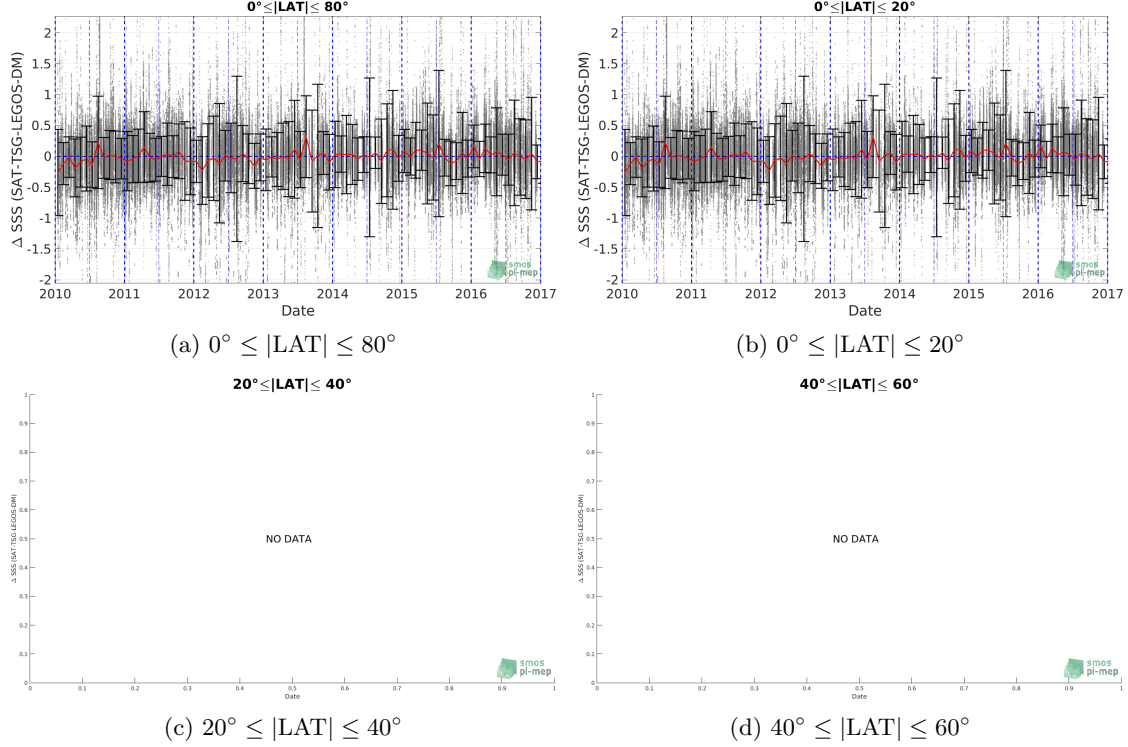 0°≤|LAT|≤ 80°
Δ SSS (SAT-TSG-LEGOS-DM)
2
1.5
1
0.5
0
-0.5
-1
-1.5
-2
2010 2011 2012 2013 2014 2015 2016 2017
Date
smos
pi-mep
(a) 0° ≤ |LAT| ≤ 80°
0°≤|LAT|≤ 20°
Δ SSS (SAT-TSG-LEGOS-DM)
2
1.5
1
0.5
0
-0.5
-1
-1.5
-2
2010 2011 2012 2013 2014 2015 2016 2017
Date
smos
pi-mep
(b) 0° ≤ |LAT| ≤ 20°
20°≤|LAT|≤ 40°
Δ SSS (SAT-TSG-LEGOS-DM)
1
0.9
0.8
0.7
0.6
0.5
0.4
0.3
0.2
0.1
0
NO DATA
0 0.1 0.2 0.3 0.4 0.5 0.6 0.7 0.8 0.9 1
Date
smos
pi-mep
(c) 20° ≤ |LAT| ≤ 40°
40°≤|LAT|≤ 60°
Δ SSS (SAT-TSG-LEGOS-DM)
1
0.9
0.8
0.7
0.6
0.5
0.4
0.3
0.2
0.1
0
NO DATA
0 0.1 0.2 0.3 0.4 0.5 0.6 0.7 0.8 0.9 1
Date
smos
pi-mep
(d) 40° ≤ |LAT| ≤ 60°